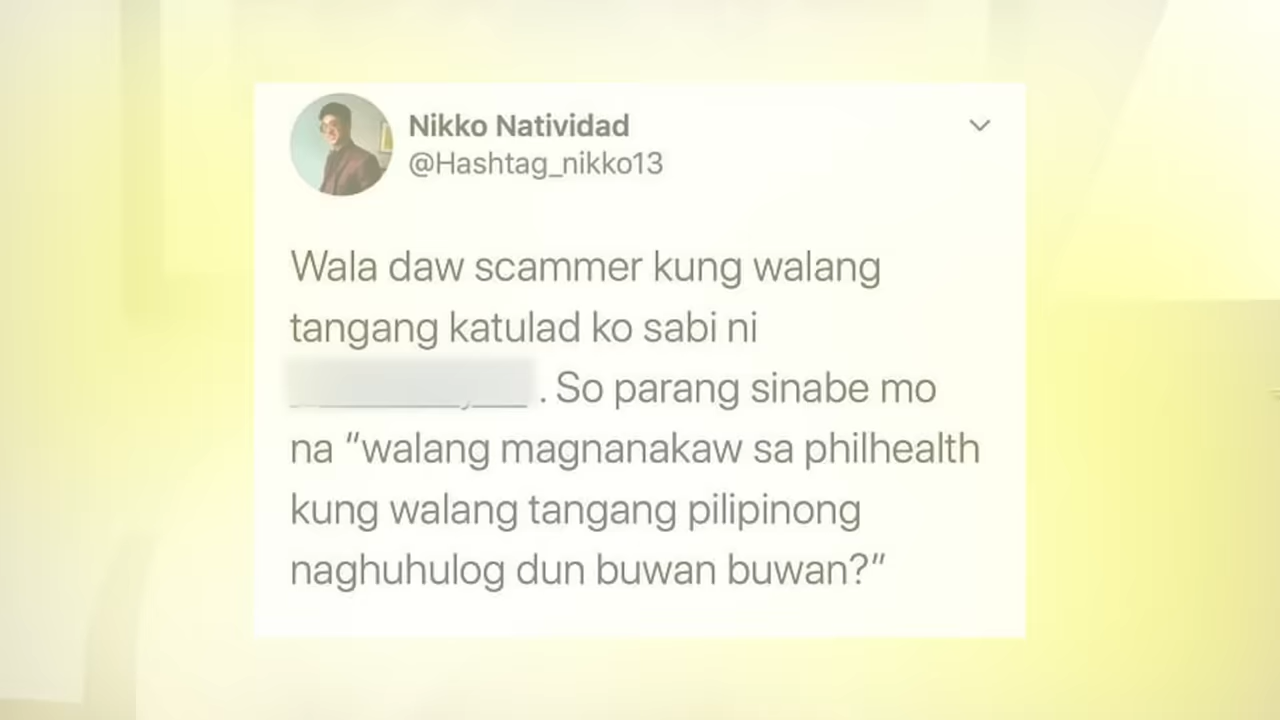 Nikko Natividad
@Hashtag_nikko13
Wala daw scammer kung walang
tangang katulad ko sabi ni
. So parang sinabe mo
na "walang magnanakaw sa philhealth
kung walang tangang pilipinong
naghuhulog dun buwan buwan?"